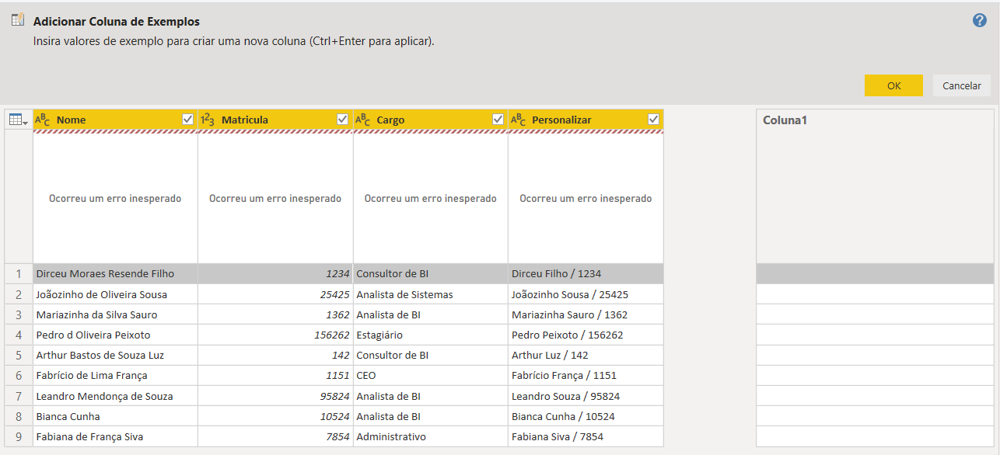 Adicionar Coluna de Exemplos
Insira valores de exemplo para criar uma nova coluna (Ctrl+Enter para aplicar).
?
OK Cancelar
ABC Nome 123 Matricula ABC Cargo ABC Personalizar Coluna1
Ocorreu um erro inesperado Ocorreu um erro inesperado Ocorreu um erro inesperado Ocorreu um erro inesperado
1 Dirceu Moraes Resende Filho 1234 Consultor de BI Dirceu Filho / 1234
2 Joãozinho de Oliveira Sousa 25425 Analista de Sistemas Joãozinho Sousa / 25425
3 Mariazinha da Silva Sauro 1362 Analista de BI Mariazinha Sauro / 1362
4 Pedro d Oliveira Peixoto 156262 Estagiário Pedro Peixoto / 156262
5 Arthur Bastos de Souza Luz 142 Consultor de BI Arthur Luz / 142
6 Fabrício de Lima França 1151 CEO Fabrício França / 1151
7 Leandro Mendonça de Souza 95824 Analista de BI Leandro Souza / 95824
8 Bianca Cunha 10524 Analista de BI Bianca Cunha / 10524
9 Fabiana de França Siva 7854 Administrativo Fabiana Siva / 7854